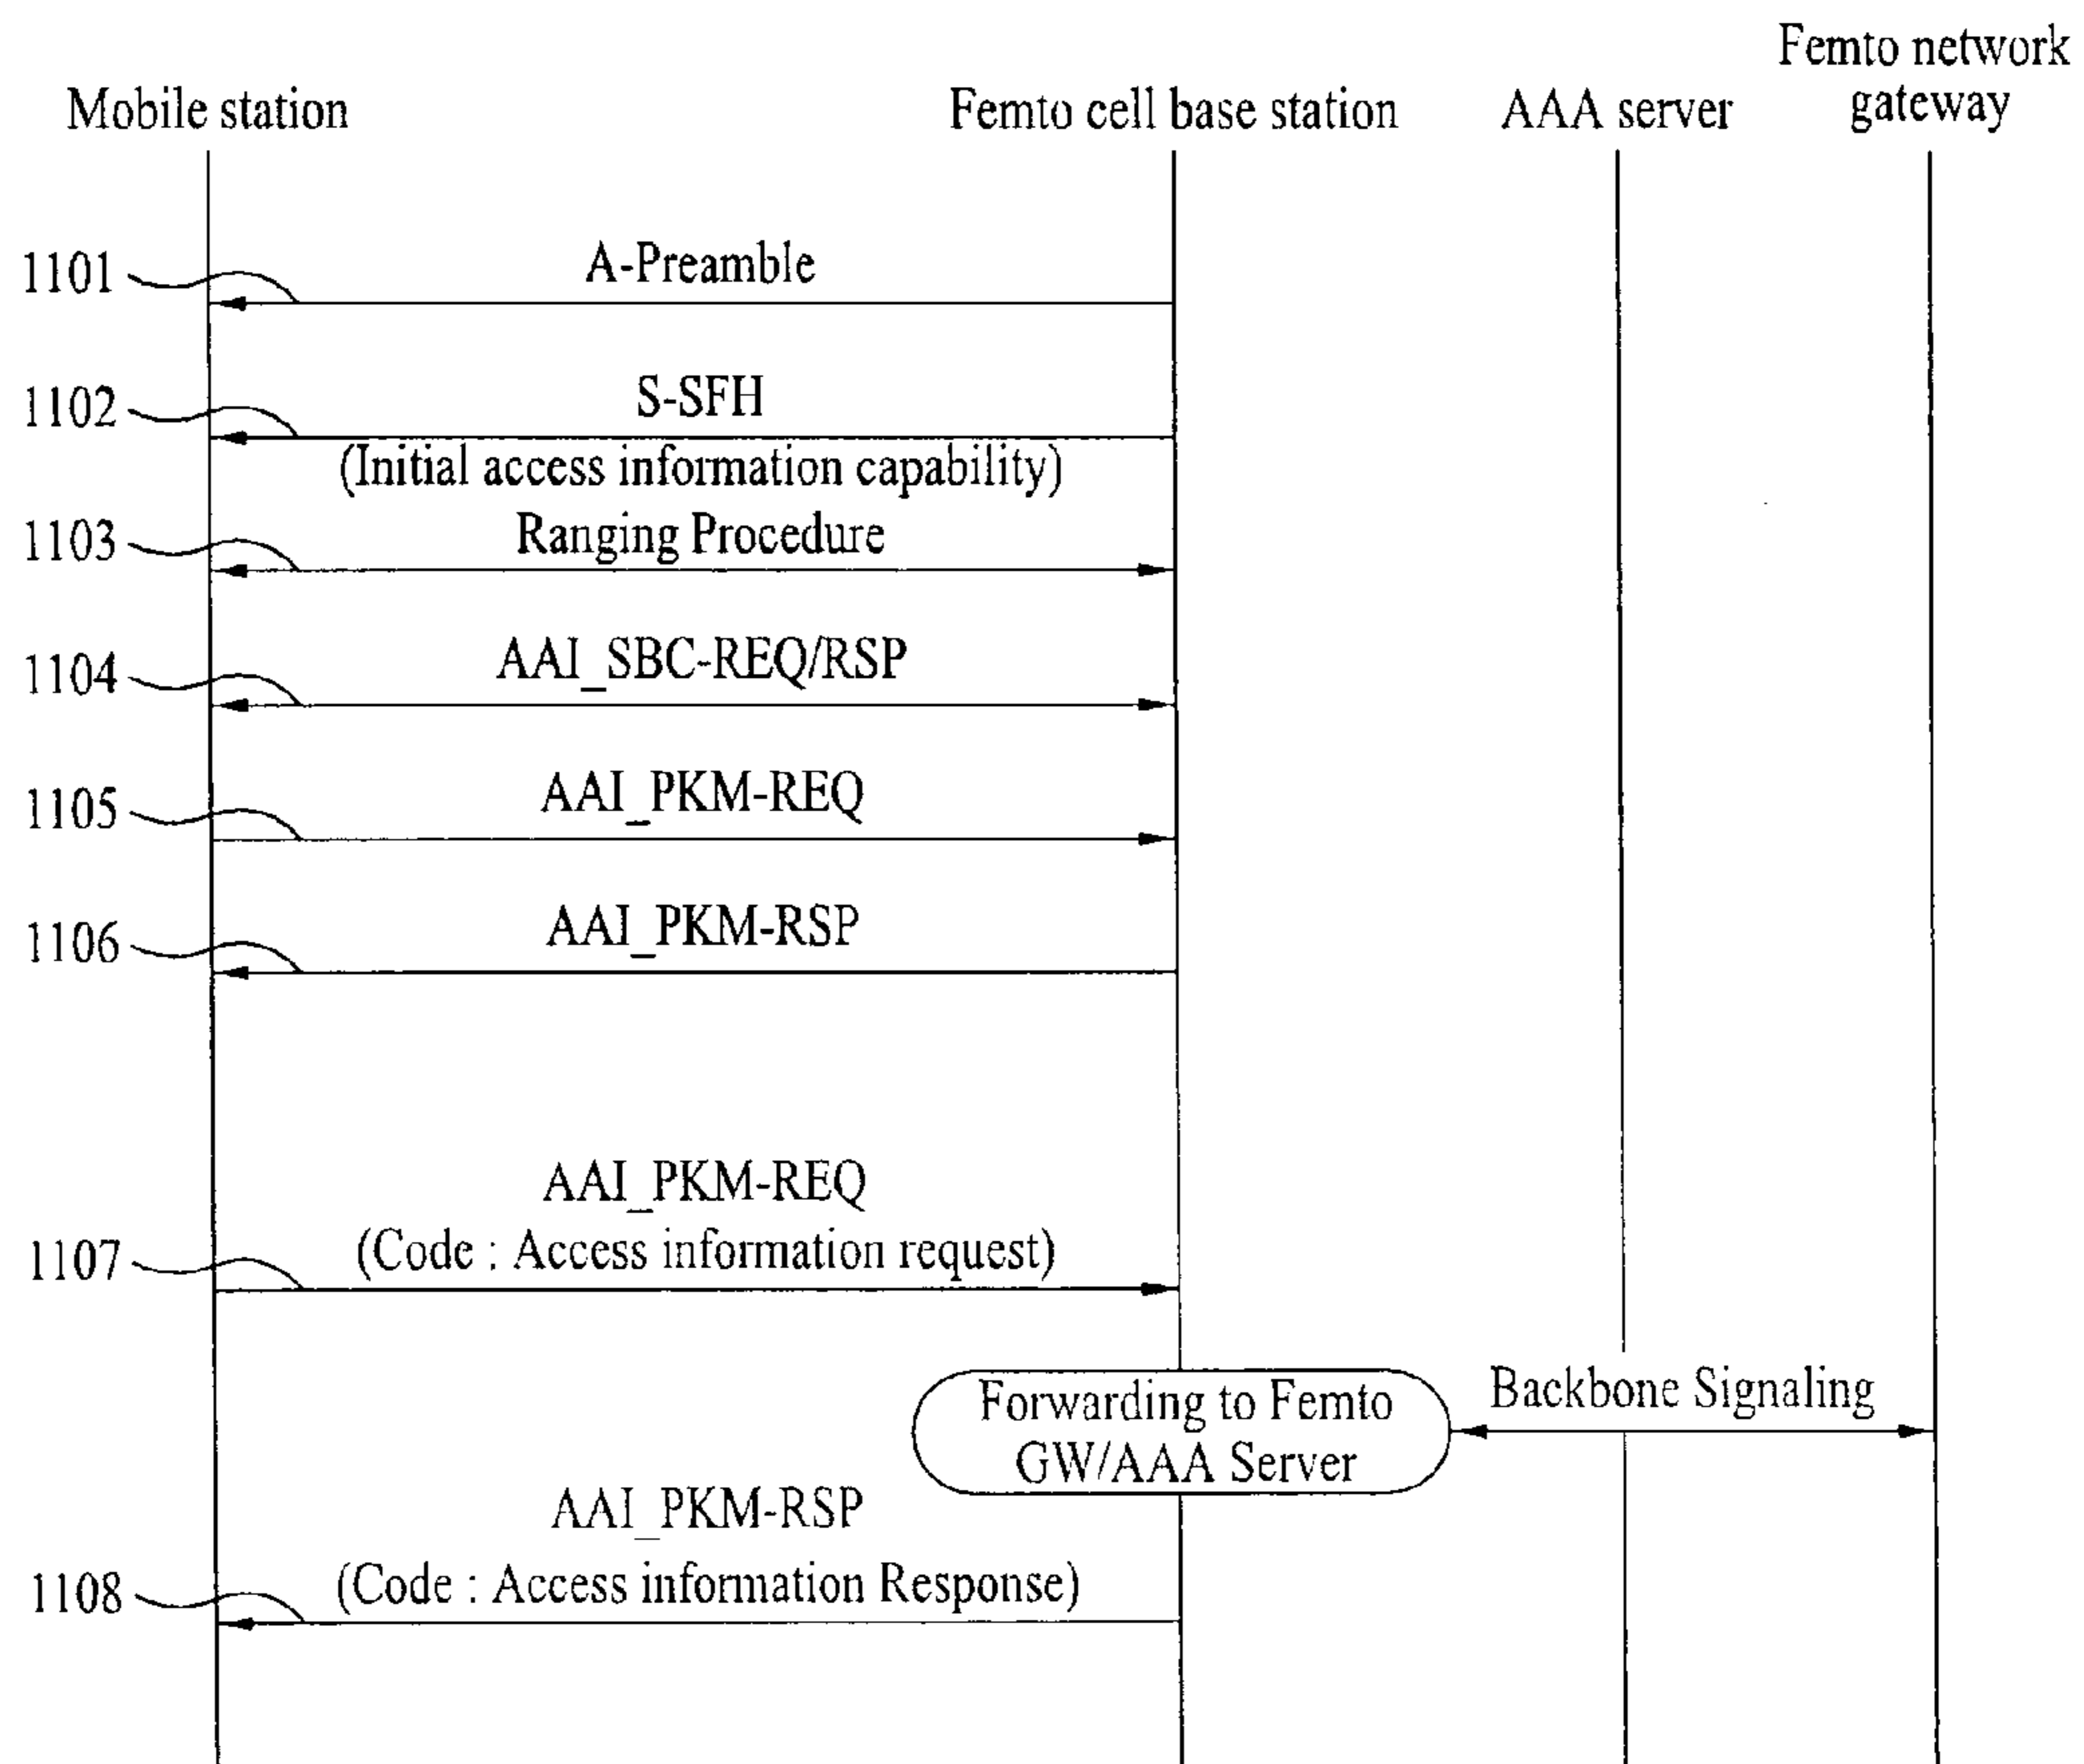 Femto network
gateway
Mobile station
Femto cell base station
AAA server
1101
A-Preamble
1102
S-SFH
(Initial access information capability)
1103
Ranging Procedure
1104
AAI_SBC-REQ/RSP
1105
AAI_PKM-REQ
1106
AAI_PKM-RSP
AAI_PKM-REQ
1107
(Code : Access information request)
Forwarding to Femto
GW/AAA Server
Backbone Signaling
AAI_PKM-RSP
1108
(Code : Access information Response)